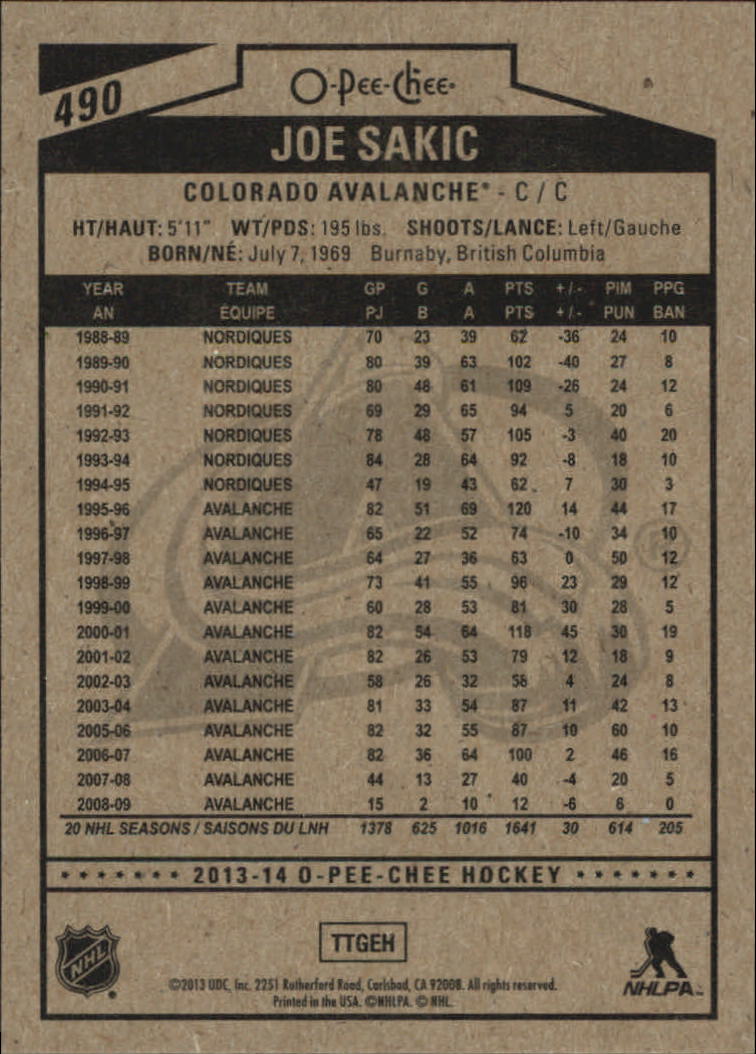 490
O-Pee-Chee
JOE SAKIC
COLORADO AVALANCHE® - C / C
HT/HAUT: 5'11" WT/PDS: 195 lbs. SHOOTS/LANCE: Left/Gauche
BORN/NÉ: July 7, 1969 Burnaby, British Columbia
YEAR TEAM GP G A PTS +/- PIM PPG
AN ÉQUIPE PJ B A PTS +/- PUN BAN
1988-89 NORDIQUES 70 23 39 62 -36 24 10
1989-90 NORDIQUES 80 39 63 102 -40 27 8
1990-91 NORDIQUES 80 48 61 109 -26 24 12
1991-92 NORDIQUES 69 29 65 94 5 20 6
1992-93 NORDIQUES 78 48 57 105 -3 40 20
1993-94 NORDIQUES 84 28 64 92 -8 18 10
1994-95 NORDIQUES 47 19 43 62 7 30 3
1995-96 AVALANCHE 82 51 69 120 14 44 17
1996-97 AVALANCHE 65 22 52 74 -10 34 10
1997-98 AVALANCHE 64 27 36 63 0 50 12
1998-99 AVALANCHE 73 41 55 96 23 29 12
1999-00 AVALANCHE 60 28 53 81 30 28 5
2000-01 AVALANCHE 82 54 64 118 45 30 19
2001-02 AVALANCHE 82 26 53 79 12 18 9
2002-03 AVALANCHE 58 26 32 58 4 24 8
2003-04 AVALANCHE 81 33 54 87 11 42 13
2005-06 AVALANCHE 82 32 55 87 10 60 10
2006-07 AVALANCHE 82 36 64 100 2 46 16
2007-08 AVALANCHE 44 13 27 40 -4 20 5
2008-09 AVALANCHE 15 2 10 12 -6 6 0
20 NHL SEASONS / SAISONS DU LNH 1378 625 1016 1641 30 614 205
2013-14 O-PEE-CHEE HOCKEY
TTGEH
NHL
NHLPA™
©2013 UDC, Inc. 2251 Rutherford Road, Carlsbad, CA 92008. All rights reserved.
Printed in the USA. ©NHLPA. © NHL.